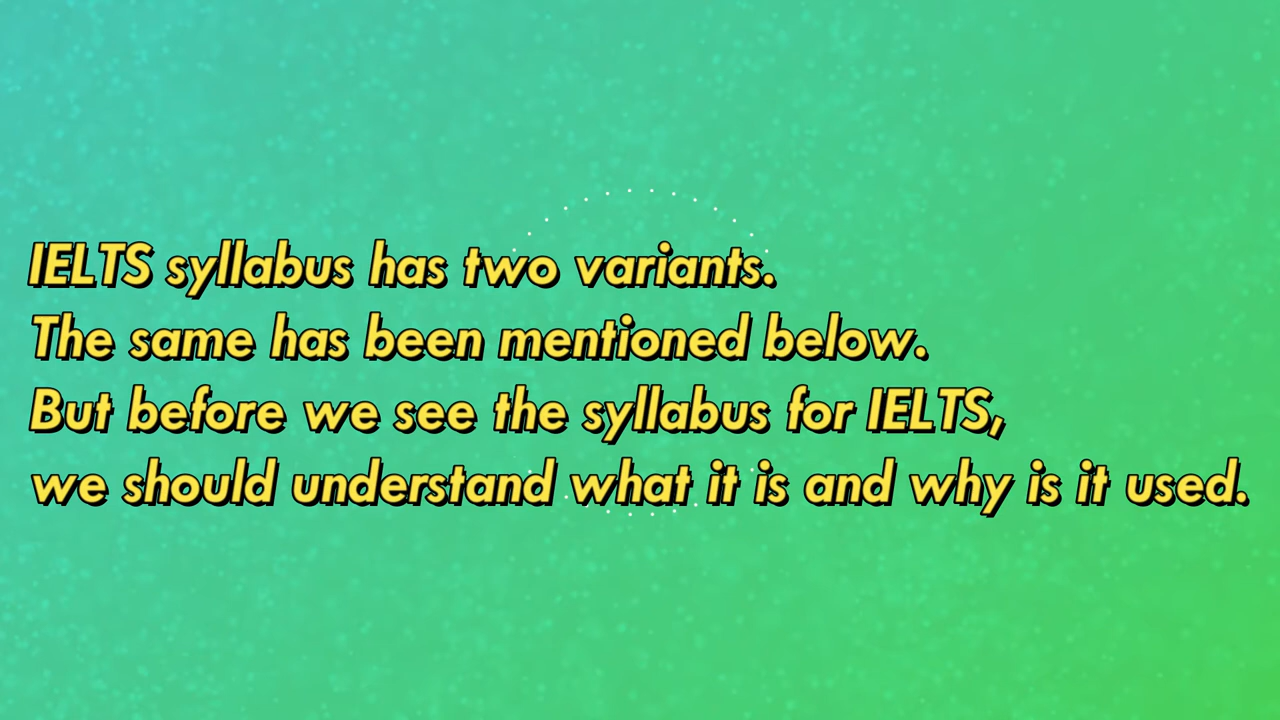 IELTS syllabus has two variants.
The same has been mentioned below.
But before we see the syllabus for IELTS,
we should understand what it is and why is it used.